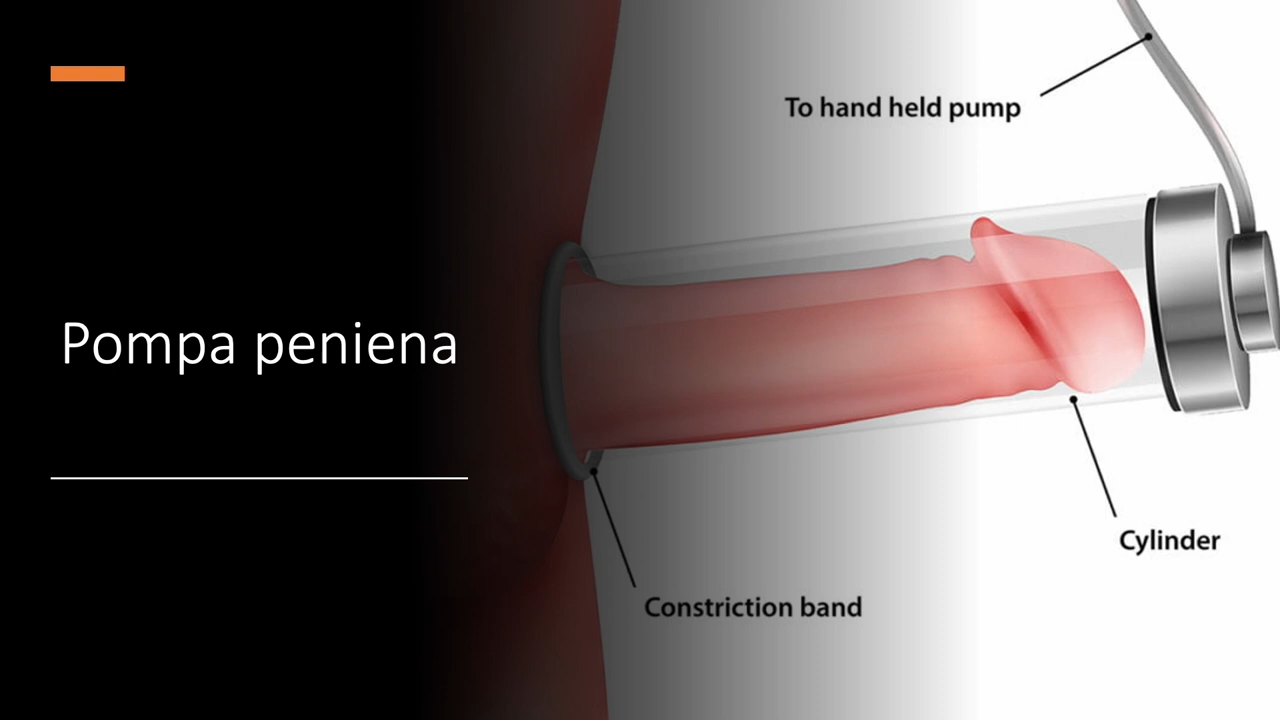 Pompa peniena
To hand held pump
Cylinder
Constriction band